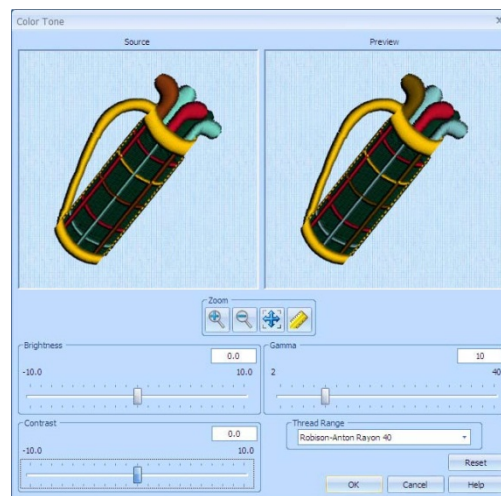 Color Tone
Source
Preview
Zoom
Brightness
0.0
-10.0
10.0
Gamma
10
2
40
Contrast
0.0
-10.0
10.0
Thread Range
Robison-Anton Rayon 40
Reset
OK
Cancel
Help